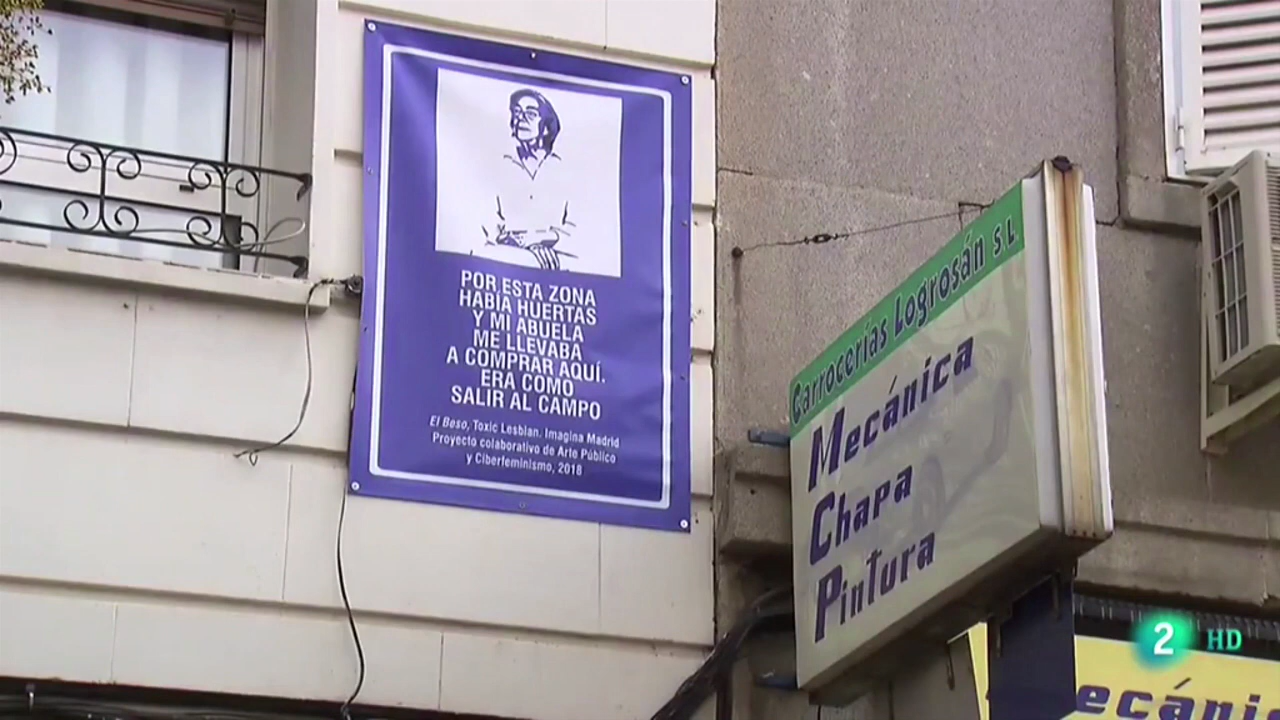 POR ESTA ZONA
HABÍA HUERTAS
Y MI ABUELA
ME LLEVABA
A COMPRAR AQUÍ.
ERA COMO
SALIR AL CAMPO
El Beso, Toxic Lesbian. Imagina Madrid
Proyecto colaborativo de Arte Público
y Ciberfeminismo, 2018
Carrocerías Logrosán S L
Mecánica
Chapa
Pintura
2 HD